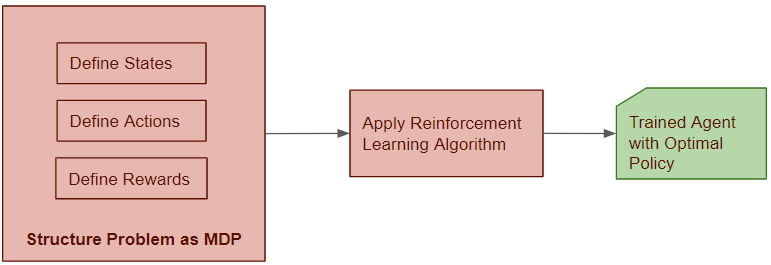 Define States
Define Actions
Define Rewards
Structure Problem as MDP
Apply Reinforcement
Learning Algorithm
Trained Agent
with Optimal
Policy